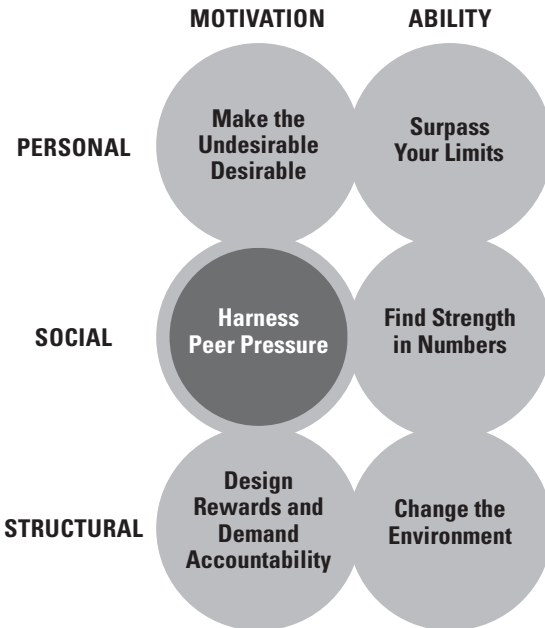 MOTIVATION ABILITY
PERSONAL
Make the
Undesirable
Desirable
Surpass
Your Limits
SOCIAL
Harness
Peer Pressure
Find Strength
in Numbers
STRUCTURAL
Design
Rewards and
Demand
Accountability
Change the
Environment